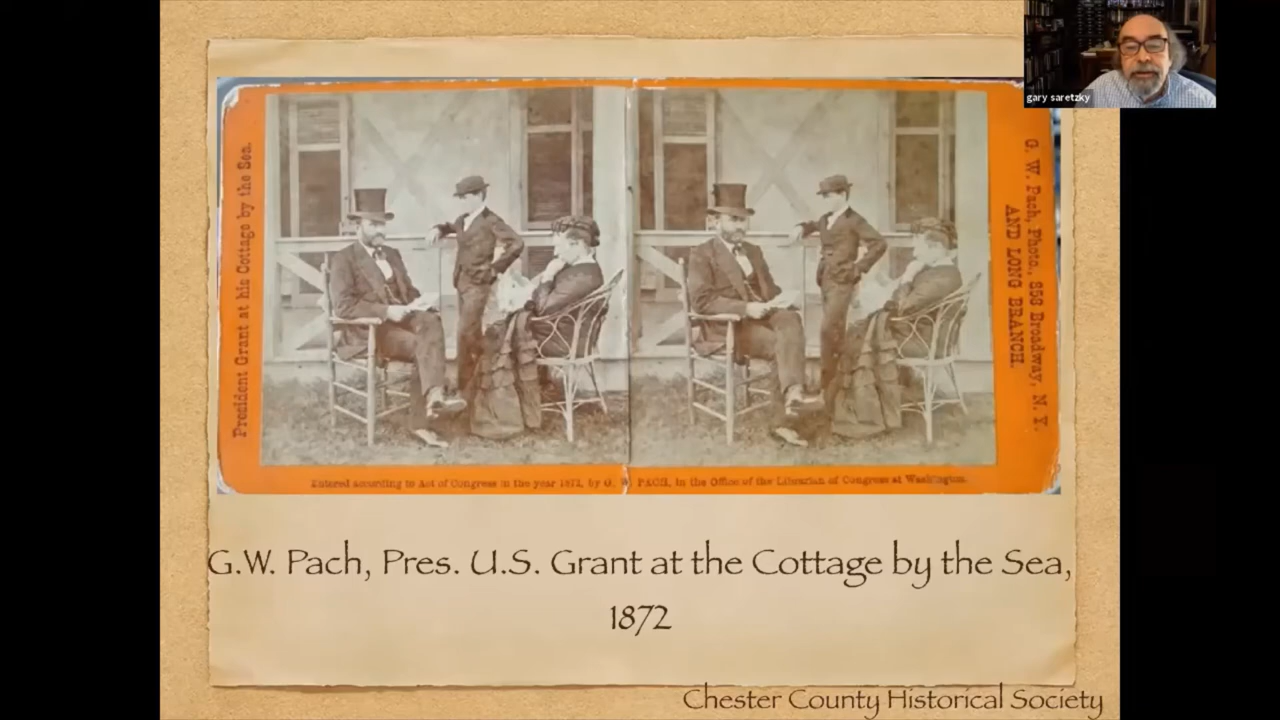 gary saretzky
President Grant at his Cottage by the Sea.
G. W. Pach, Photo., 858 Broadway, N. Y.
AND LONG BRANCH.
Entered according to Act of Congress in the year 1872, by G. W. PACH, in the Office of the Librarian of Congress at Washington.
G.W. Pach, Pres. U.S. Grant at the Cottage by the Sea,
1872
Chester County Historical Society